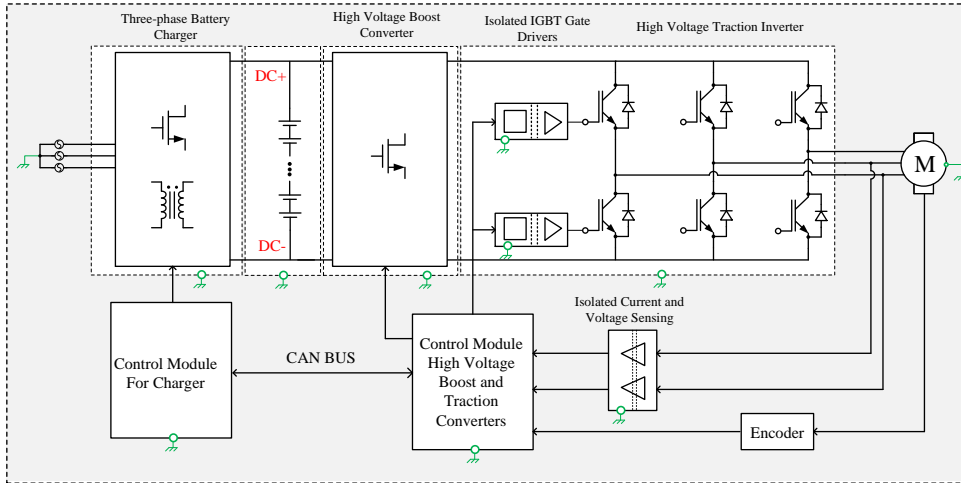 Three-phase Battery
Charger
High Voltage Boost
Converter
Isolated IGBT Gate
Drivers
High Voltage Traction Inverter
DC+
DC-
M
Isolated Current and
Voltage Sensing
Control Module
For Charger
CAN BUS
Control Module
High Voltage
Boost and
Traction
Converters
Encoder